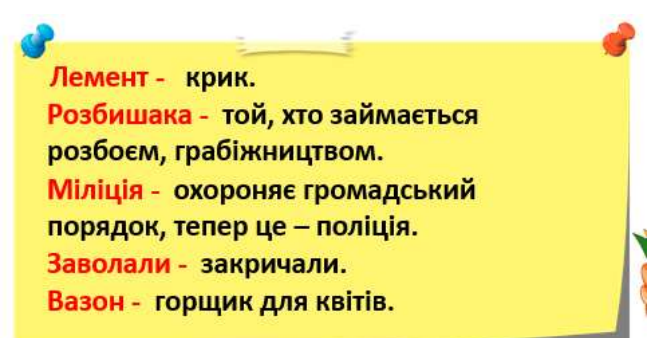 Лемент - крик.
Розбишака - той, хто займається
розбоєм, грабіжництвом.
Міліція - охороняє громадський
порядок, тепер це – поліція.
Заволали - закричали.
Вазон - горщик для квітів.